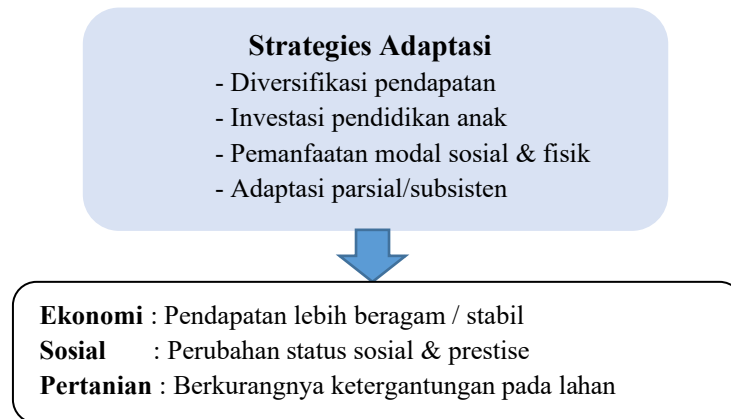 Strategies Adaptasi
- Diversifikasi pendapatan
- Investasi pendidikan anak
- Pemanfaatan modal sosial & fisik
- Adaptasi parsial/subsisten
Ekonomi : Pendapatan lebih beragam / stabil
Sosial : Perubahan status sosial & prestise
Pertanian : Berkurangnya ketergantungan pada lahan